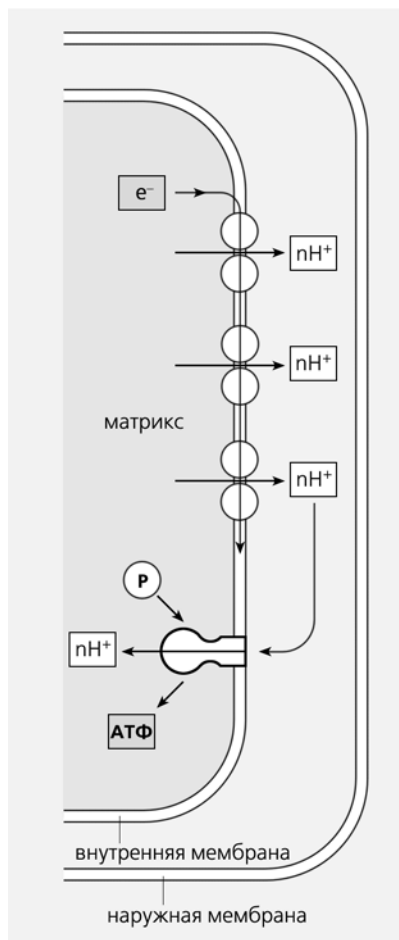 e⁻
nH⁺
nH⁺
матрикс
nH⁺
P
nH⁺
АТФ
внутренняя мембрана
наружная мембрана